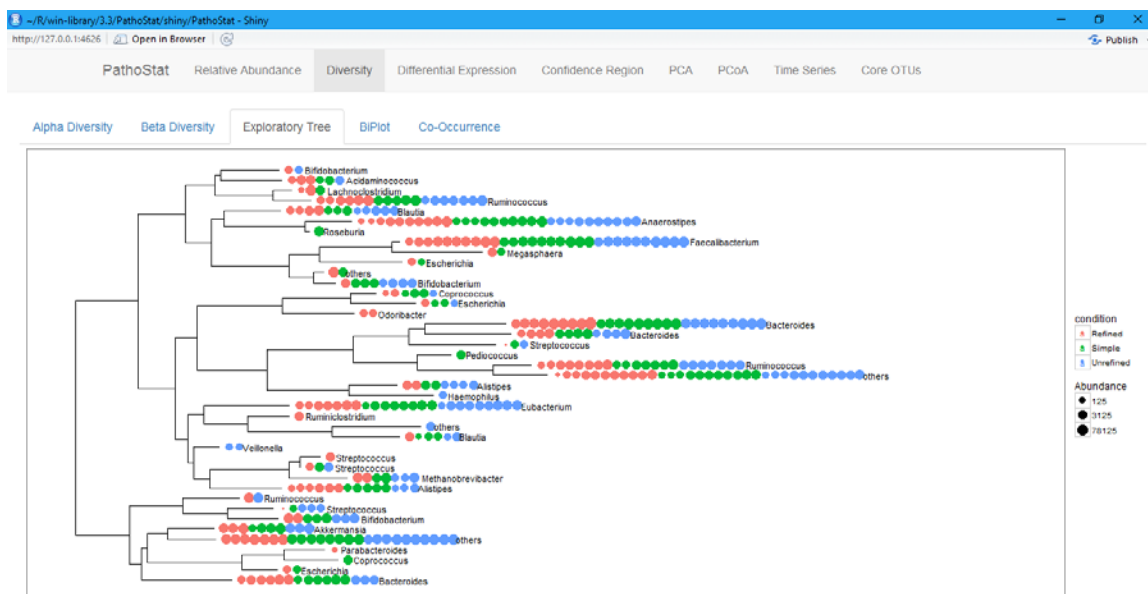 ~/R/win-library/3.3/PathoStat/shiny/PathoStat - Shiny
http://127.0.0.1:4626 Open in Browser Publish
PathoStat Relative Abundance Diversity Differential Expression Confidence Region PCA PCoA Time Series Core OTUs
Alpha Diversity Beta Diversity Exploratory Tree BiPlot Co-Occurrence
Bifidobacterium
Acidaminococcus
Lachnoclostridium
Ruminococcus
Blautia
Anaerostipes
Roseburia
Faecalibacterium
Megasphaera
Escherichia
others
Bifidobacterium
Coprococcus
Escherichia
Odoribacter
Bacteroides
Bacteroides
Streptococcus
Pediococcus
Ruminococcus
others
Alistipes
Haemophilus
Eubacterium
Ruminiclostridium
others
Blautia
Veillonella
Streptococcus
Streptococcus
Methanobrevibacter
Alistipes
Ruminococcus
Streptococcus
Bifidobacterium
Akkermansia
others
Parabacteroides
Coprococcus
Escherichia
Bacteroides
condition
Refined
Simple
Unrefined
Abundance
125
3125
78125